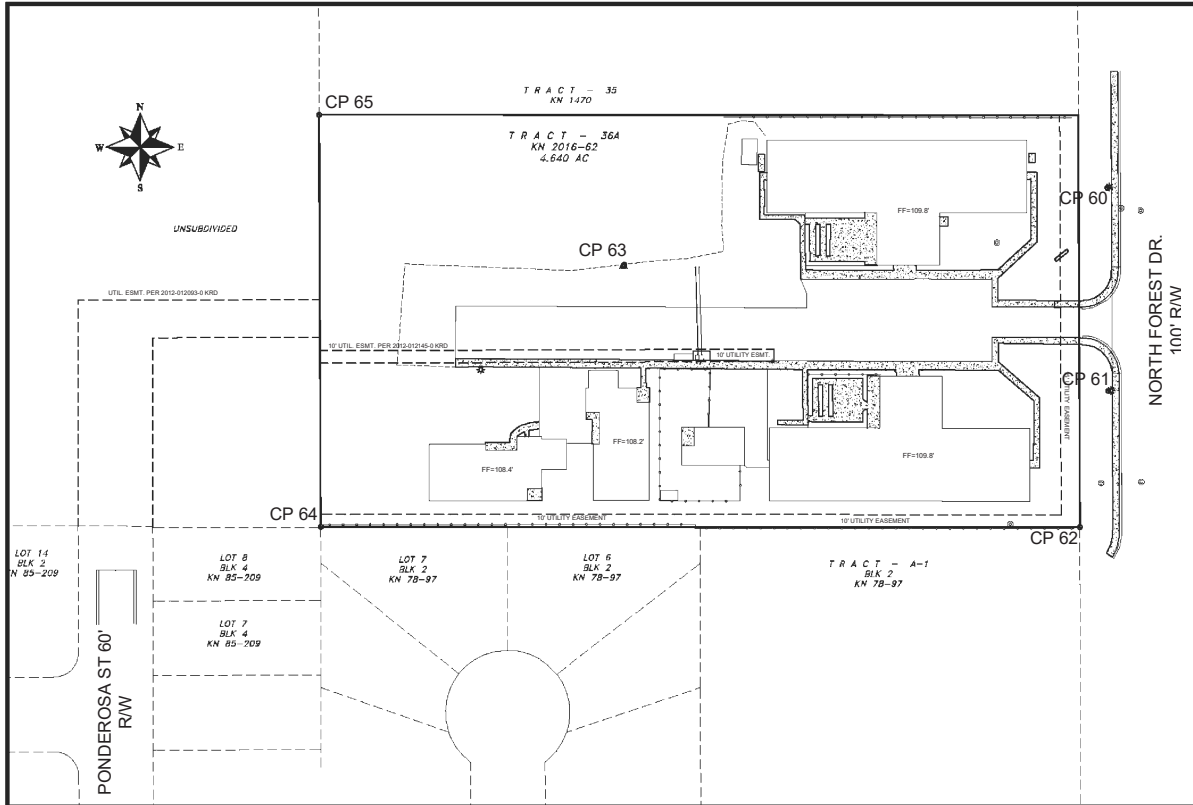 CP 65
TRACT - 35
KN 1470
TRACT - 36A
KN 2016-62
4.640 AC
N
W
E
S
UNSUBDIVIDED
CP 60
FF=109.8'
CP 63
NORTH FOREST DR.
100' R/W
UTIL. ESMT. PER 2012-012093-0 KRD
10' UTIL. ESMT. PER 2012-012145-0 KRD
10' UTILITY ESMT.
CP 61
UTILITY EASEMENT
FF=108.2'
FF=108.4'
FF=109.8'
CP 64
10' UTILITY EASEMENT
10' UTILITY EASEMENT
CP 62
LOT 14
BLK 2
KN 85-209
LOT 8
BLK 4
KN 85-209
LOT 7
BLK 2
KN 78-97
LOT 6
BLK 2
KN 78-97
TRACT - A-1
BLK 2
KN 78-97
LOT 7
BLK 4
KN 85-209
PONDEROSA ST 60'
R/W